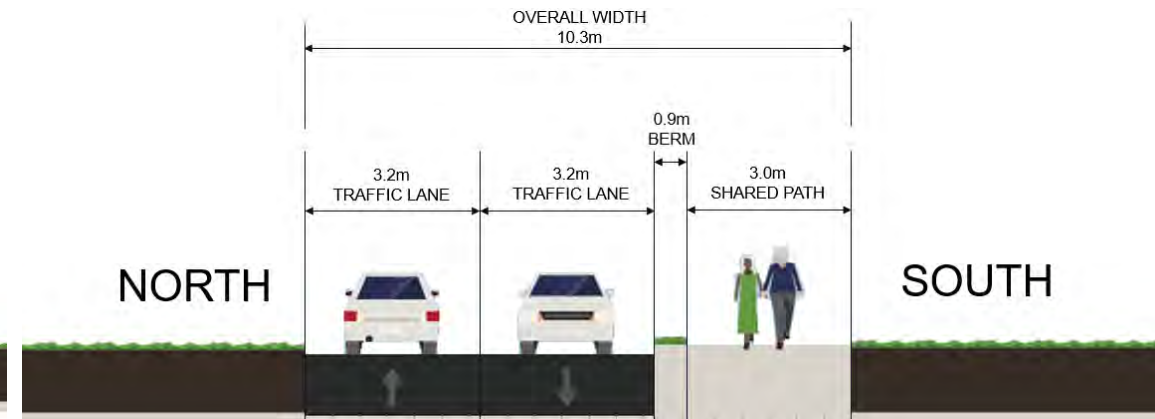 OVERALL WIDTH
10.3m
0.9m
BERM
3.2m
TRAFFIC LANE
3.2m
TRAFFIC LANE
3.0m
SHARED PATH
NORTH
SOUTH